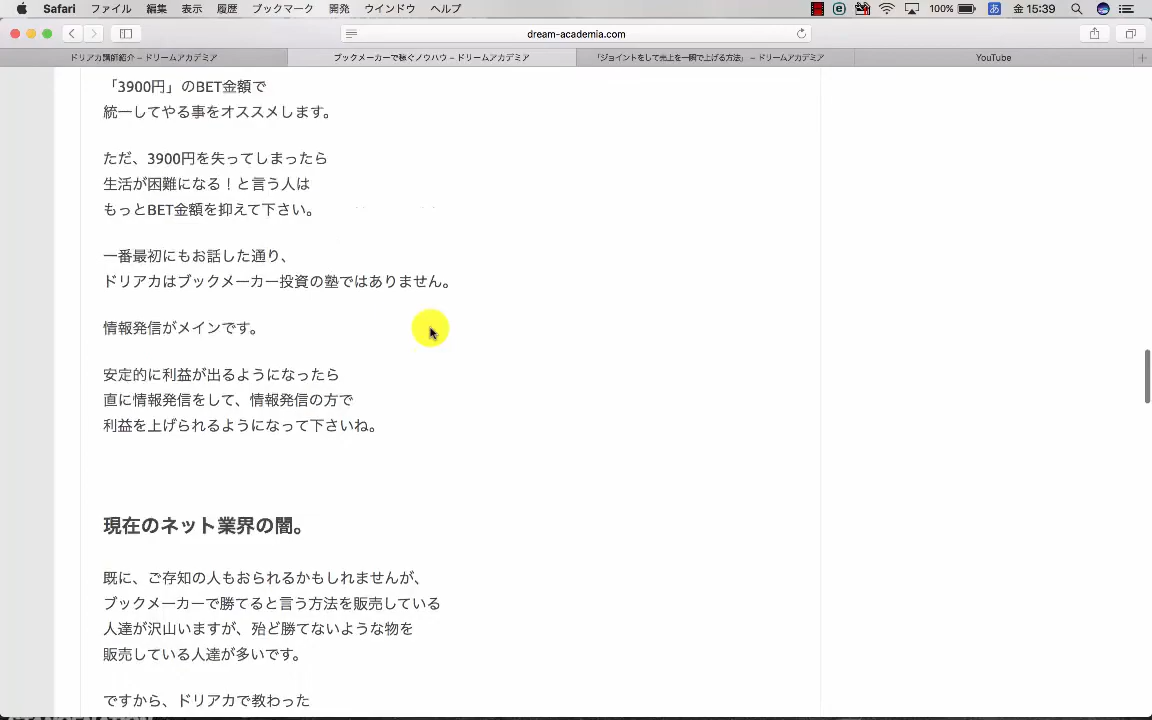 Safari ファイル 編集 表示 履歴 ブックマーク 開発 ウインドウ ヘルプ 100% あ 金 15:39
dream-academia.com
ドリアカ講師紹介 – ドリームアカデミア ブックメーカーで稼ぐノウハウ – ドリームアカデミア 「ジョイントをして売上を一瞬で上げる方法」 – ドリームアカデミア YouTube
「3900円」のBET金額で
統一してやる事をオススメします。
ただ、3900円を失ってしまったら
生活が困難になる！と言う人は
もっとBET金額を抑えて下さい。
一番最初にもお話した通り、
ドリアカはブックメーカー投資の塾ではありません。
情報発信がメインです。
安定的に利益が出るようになったら
直に情報発信をして、情報発信の方で
利益を上げられるようになって下さいね。
現在のネット業界の闇。
既に、ご存知の人もおられるかもしれませんが、
ブックメーカーで勝てると言う方法を販売している
人達が沢山いますが、殆ど勝てないような物を
販売している人達が多いです。
ですから、ドリアカで教わった